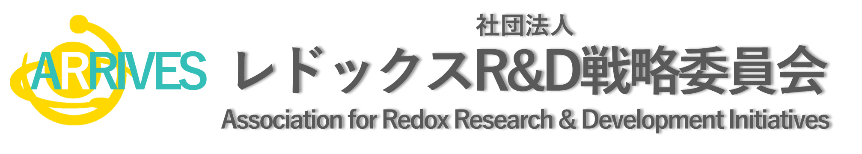 ARRIVES
社団法人
レドックスR&D戦略委員会
Association for Redox Research & Development Initiatives